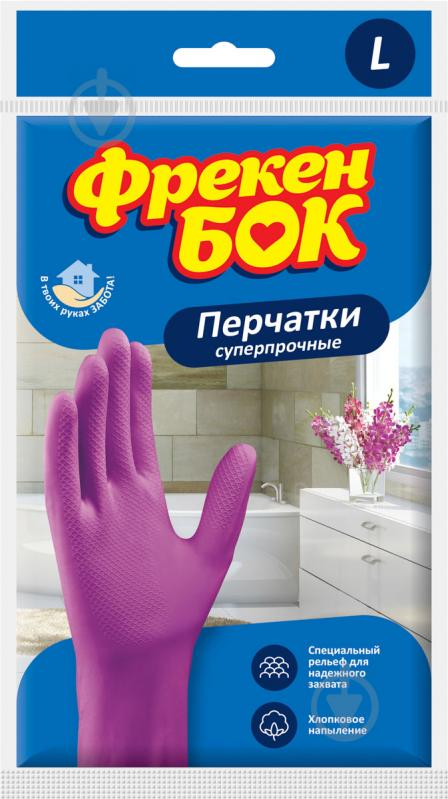 L
Фрекен
БОК
В твоих руках ЗАБОТА!
Перчатки
суперпрочные
Специальный
рельеф для
надежного
захвата
Хлопковое
напыление